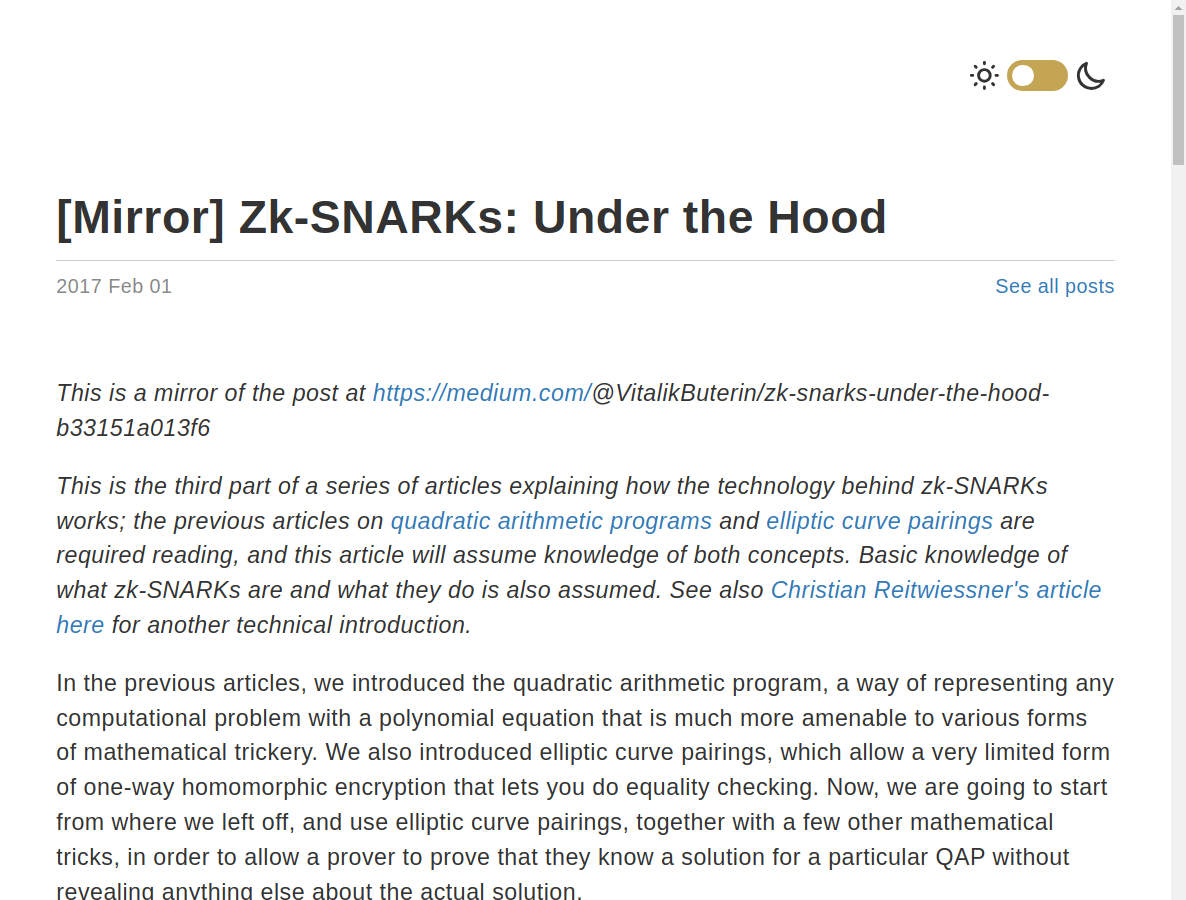 [Mirror] Zk-SNARKs: Under the Hood
2017 Feb 01
See all posts
This is a mirror of the post at https://medium.com/@VitalikButerin/zk-snarks-under-the-hood-
b33151a013f6
This is the third part of a series of articles explaining how the technology behind zk-SNARKs
works; the previous articles on quadratic arithmetic programs and elliptic curve pairings are
required reading, and this article will assume knowledge of both concepts. Basic knowledge of
what zk-SNARKs are and what they do is also assumed. See also Christian Reitwiessner's article
here for another technical introduction.
In the previous articles, we introduced the quadratic arithmetic program, a way of representing any
computational problem with a polynomial equation that is much more amenable to various forms
of mathematical trickery. We also introduced elliptic curve pairings, which allow a very limited form
of one-way homomorphic encryption that lets you do equality checking. Now, we are going to start
from where we left off, and use elliptic curve pairings, together with a few other mathematical
tricks, in order to allow a prover to prove that they know a solution for a particular QAP without
revealing anything else about the actual solution.